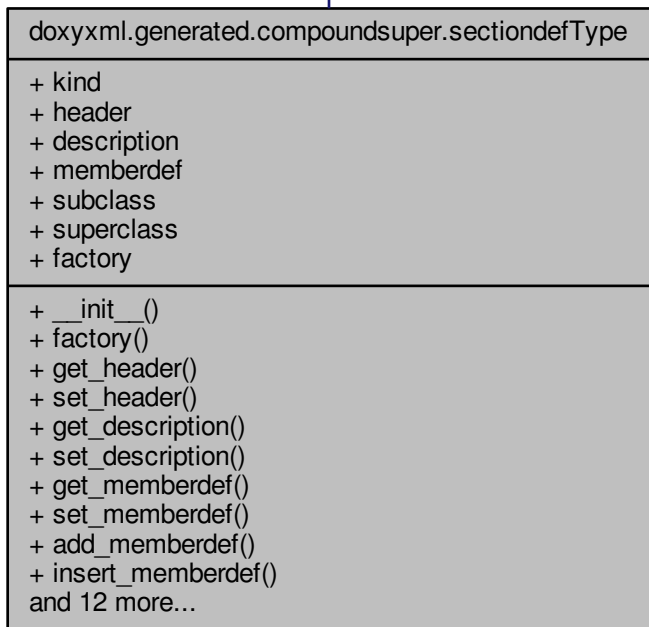 doxyxml.generated.compoundsuper.sectiondefType
+ kind
+ header
+ description
+ memberdef
+ subclass
+ superclass
+ factory
+ __init__()
+ factory()
+ get_header()
+ set_header()
+ get_description()
+ set_description()
+ get_memberdef()
+ set_memberdef()
+ add_memberdef()
+ insert_memberdef()
and 12 more...